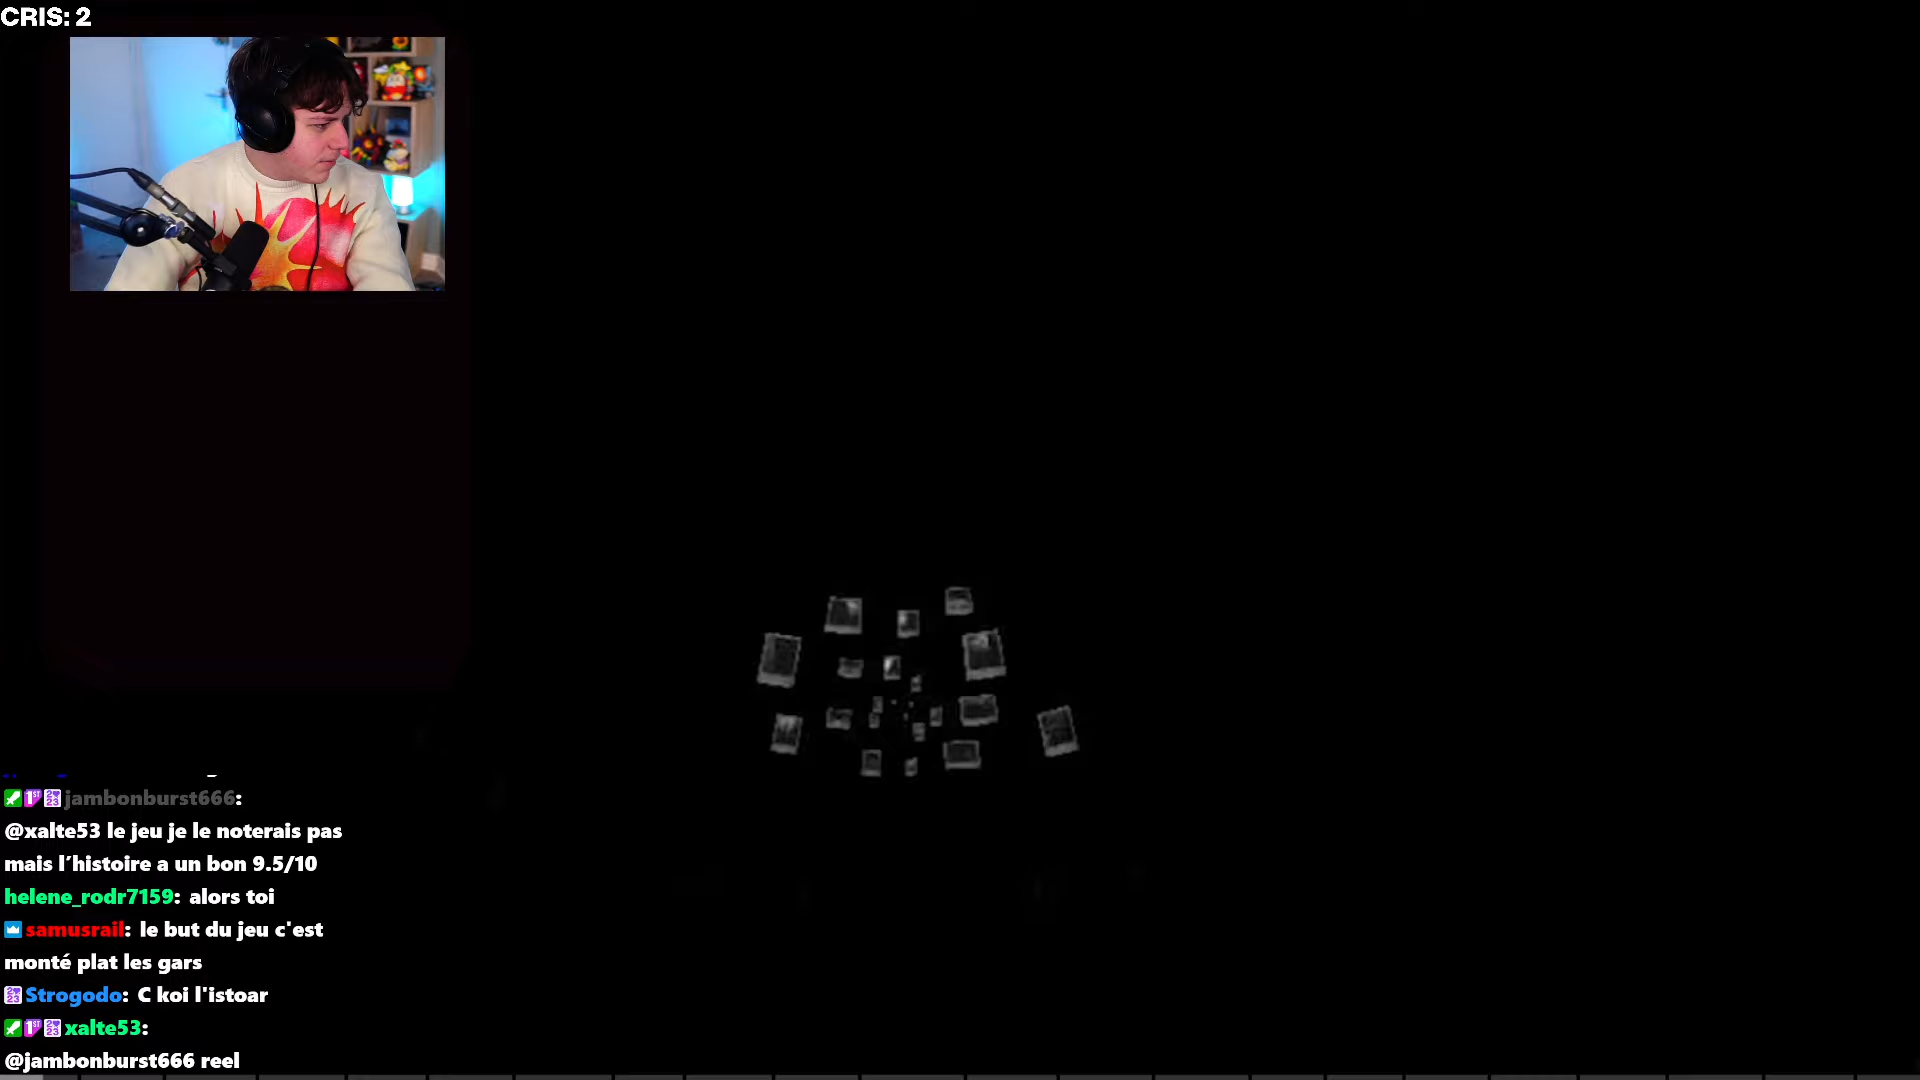 CRIS: 2
jambonburst666:
@xalte53 le jeu je le noterais pas
mais l'histoire a un bon 9.5/10
helene_rodr7159: alors toi
samusrail: le but du jeu c'est
monté plat les gars
Strogodo: C koi l'istoar
xalte53:
@jambonburst666 reel